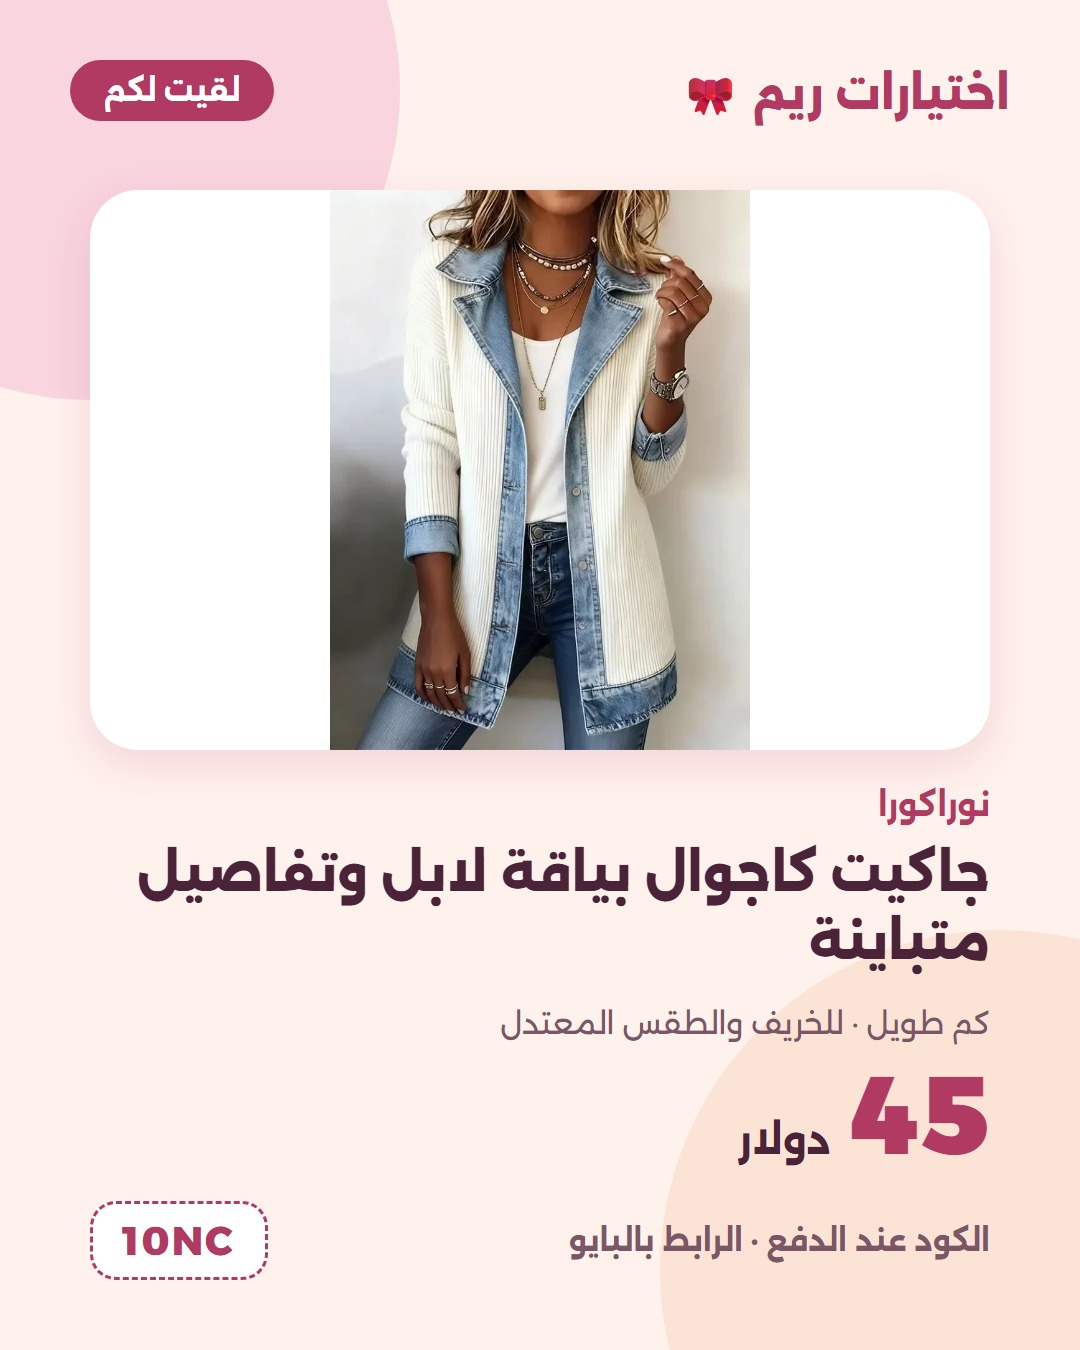 اختيارات ريم 🎀
لقيت لكم
نوراكورا
جاكيت كاجوال بياقة لابل وتفاصيل
متباينة
كم طويل · للخريف والطقس المعتدل
45 دولار
الكود عند الدفع · الرابط بالبايو
10NC